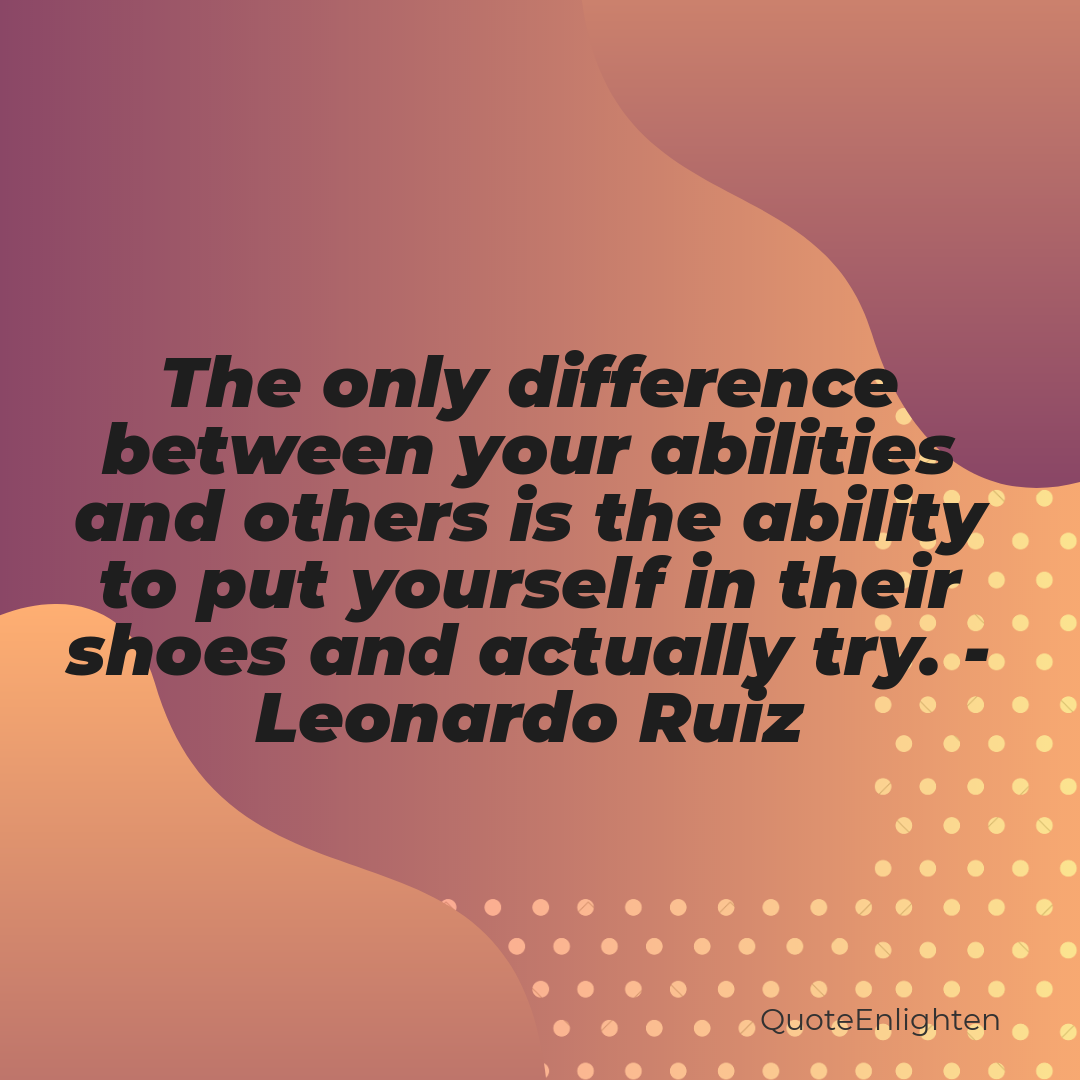 The only difference
between your abilities
and others is the ability
to put yourself in their
shoes and actually try. -
Leonardo Ruiz
QuoteEnlighten